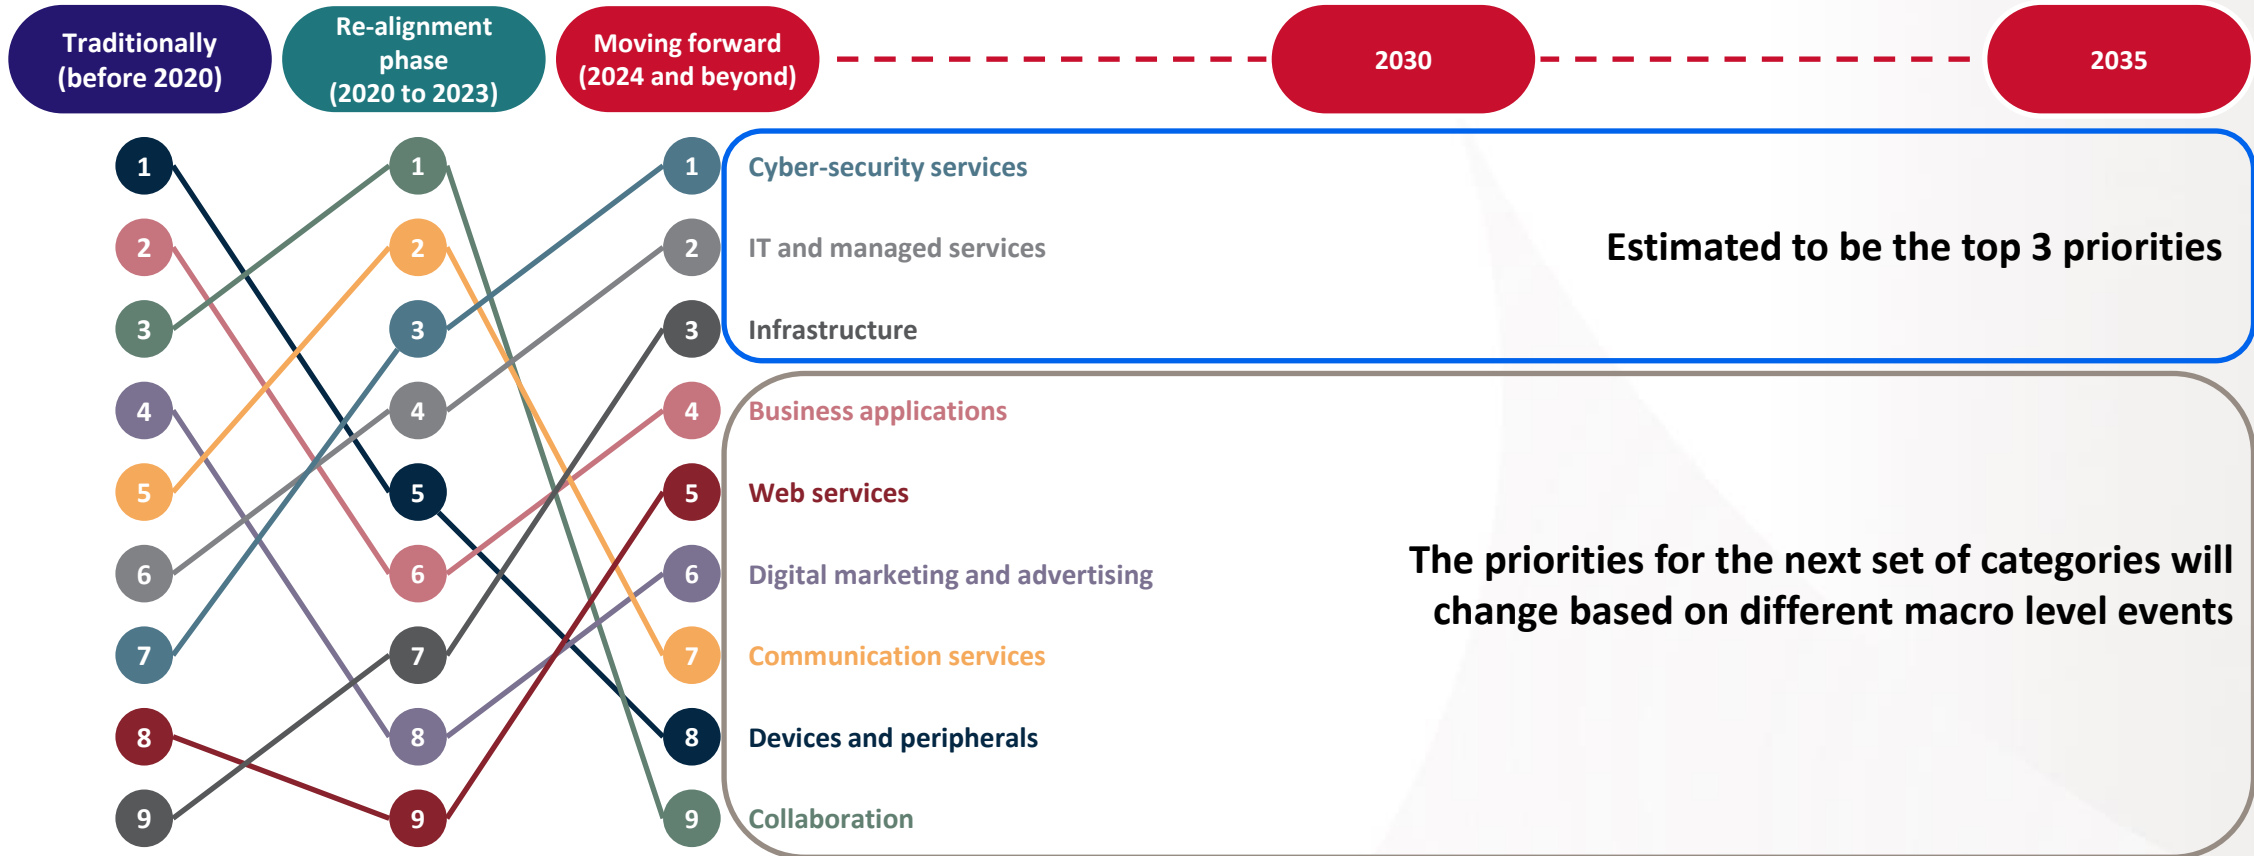 Traditionally
(before 2020)
Re-alignment
phase
(2020 to 2023)
Moving forward
(2024 and beyond)
2030
2035
1 1 1 Cyber-security services
2 2 2 IT and managed services
Estimated to be the top 3 priorities
3 3 3 Infrastructure
4 4 4 Business applications
5 5 5 Web services
6 6 6 Digital marketing and advertising
The priorities for the next set of categories will
change based on different macro level events
7 7 7 Communication services
8 8 8 Devices and peripherals
9 9 9 Collaboration